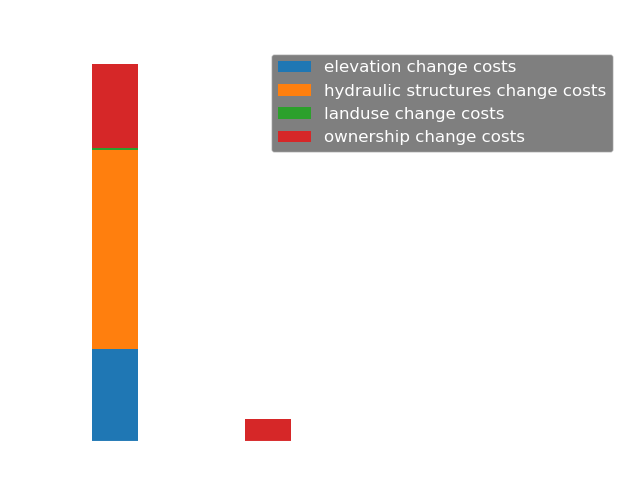 elevation change costs
hydraulic structures change costs
landuse change costs
ownership change costs